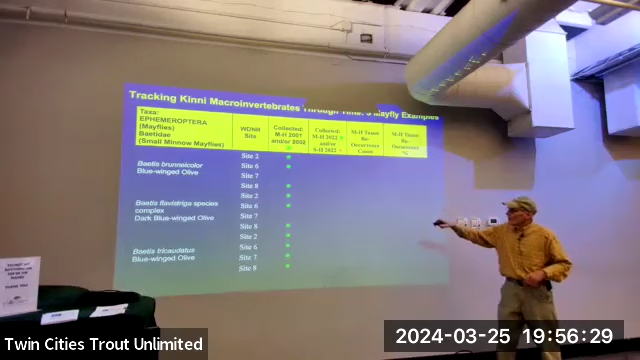 Tracking Kinni Macroinvertebrates Through Time: 3 Mayfly Examples
Taxa:
EPHEMEROPTERA
(Mayflies)
Baetidae
(Small Minnow Mayflies)
WDNR
Site
Collected:
M-H 2001
and/or 2002
Collected:
M-H 2022
and/or
S-H 2022
M-H Taxon
Re-
Occurrence
Count
M-H Taxon
Re-
Occurrence
%
Baetis brunneicolor
Blue-winged Olive
Site 2
Site 6
Site 7
Site 8
Baetis flavistriga species
complex
Dark Blue-winged Olive
Site 2
Site 6
Site 7
Site 8
Baetis tricaudatus
Blue-winged Olive
Site 2
Site 6
Site 7
Site 8
THANK YOU
Twin Cities Trout Unlimited
2024-03-25 19:56:29